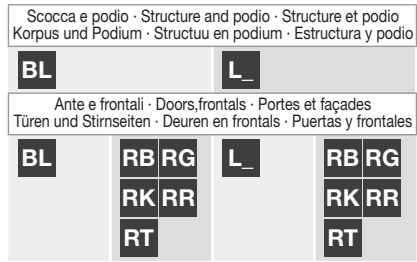 Scocca e podio · Structure and podio · Structure et podio
Korpus und Podium · Structuu en podium · Estructura y podio
BL L_
Ante e frontali · Doors,frontals · Portes et façades
Türen und Stirnseiten · Deuren en frontals · Puertas y frontales
BL RB RG L_ RB RG
RK RR RK RR
RT RT